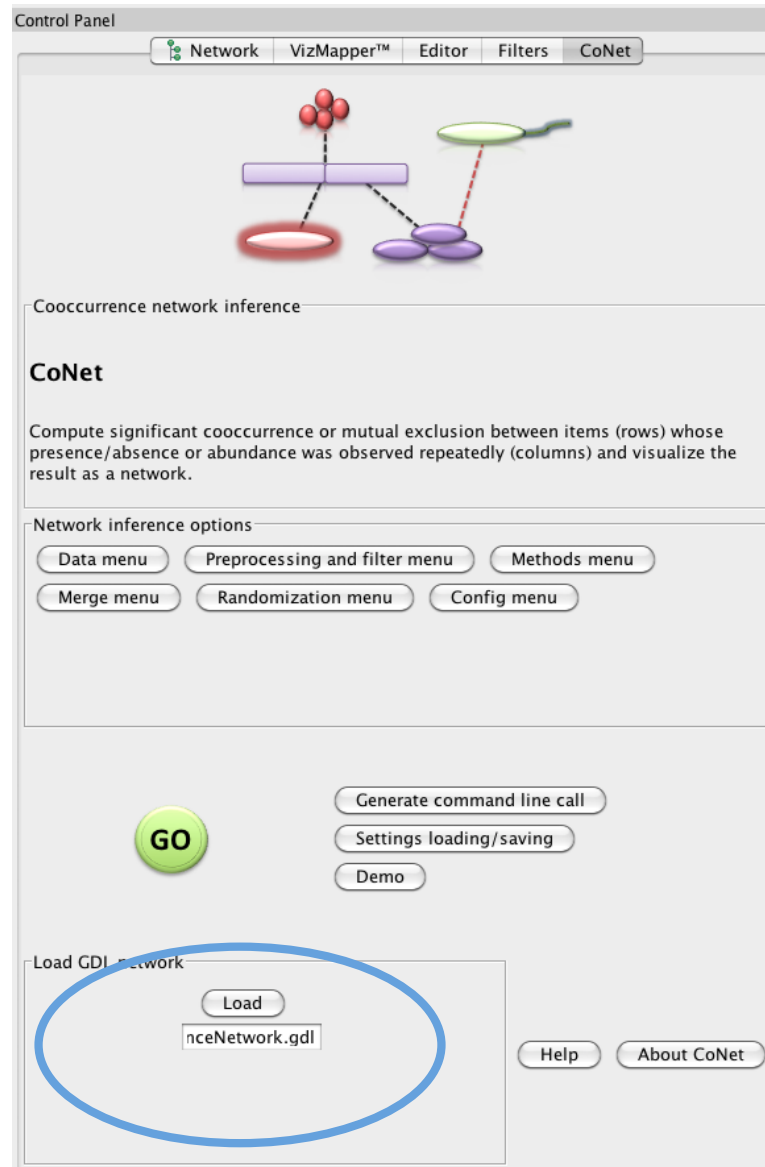 Control Panel
Network VizMapper™ Editor Filters CoNet
Cooccurrence network inference
CoNet
Compute significant cooccurrence or mutual exclusion between items (rows) whose
presence/absence or abundance was observed repeatedly (columns) and visualize the
result as a network.
Network inference options
Data menu Preprocessing and filter menu Methods menu
Merge menu Randomization menu Config menu
Generate command line call
GO Settings loading/saving
Demo
Load GDL network
Load
nceNetwork.gdl
Help About CoNet